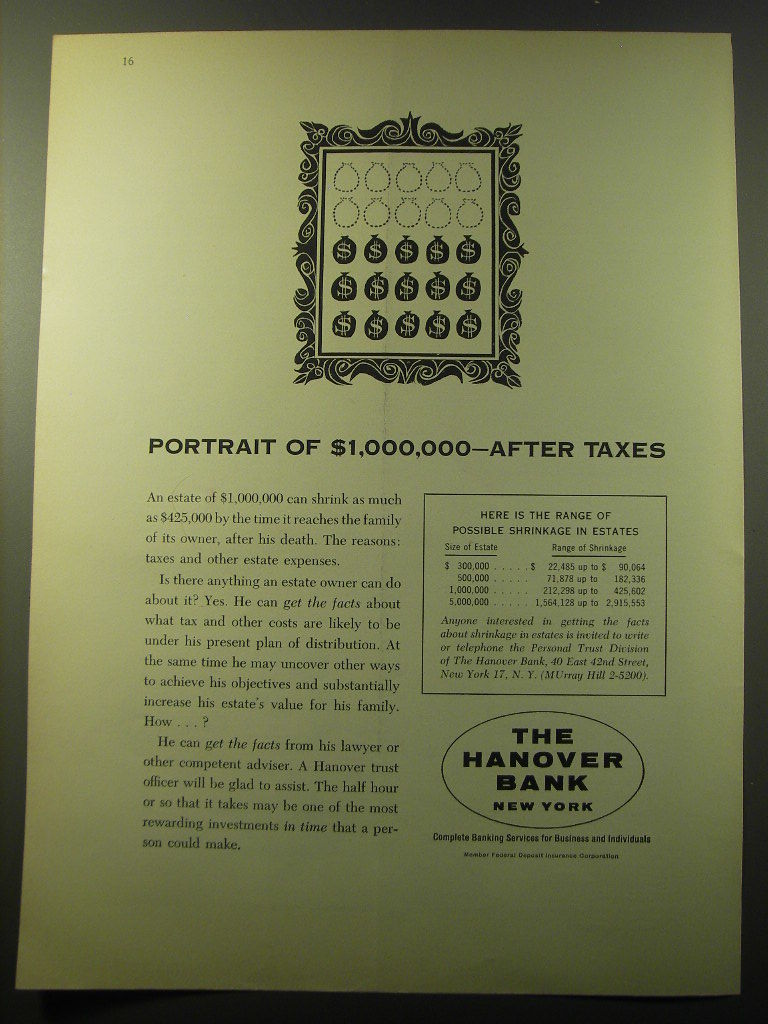 16
$ $ $ $ $
$ $ $ $ $
$ $ $ $ $
PORTRAIT OF $1,000,000—AFTER TAXES
An estate of $1,000,000 can shrink as much
as $425,000 by the time it reaches the family
of its owner, after his death. The reasons:
taxes and other estate expenses.
Is there anything an estate owner can do
about it? Yes. He can get the facts about
what tax and other costs are likely to be
under his present plan of distribution. At
the same time he may uncover other ways
to achieve his objectives and substantially
increase his estate's value for his family.
How . . . ?
He can get the facts from his lawyer or
other competent adviser. A Hanover trust
officer will be glad to assist. The half hour
or so that it takes may be one of the most
rewarding investments in time that a per-
son could make.
HERE IS THE RANGE OF
POSSIBLE SHRINKAGE IN ESTATES
Size of Estate Range of Shrinkage
$ 300,000 . . . . . $ 22,485 up to $ 90,064
500,000 . . . . . 71,878 up to 182,336
1,000,000 . . . . . 212,298 up to 425,602
5,000,000 . . . . . 1,564,128 up to 2,915,553
Anyone interested in getting the facts
about shrinkage in estates is invited to write
or telephone the Personal Trust Division
of The Hanover Bank, 40 East 42nd Street,
New York 17, N. Y. (MUrray Hill 2-5200).
THE
HANOVER
BANK
NEW YORK
Complete Banking Services for Business and Individuals
Member Federal Deposit Insurance Corporation